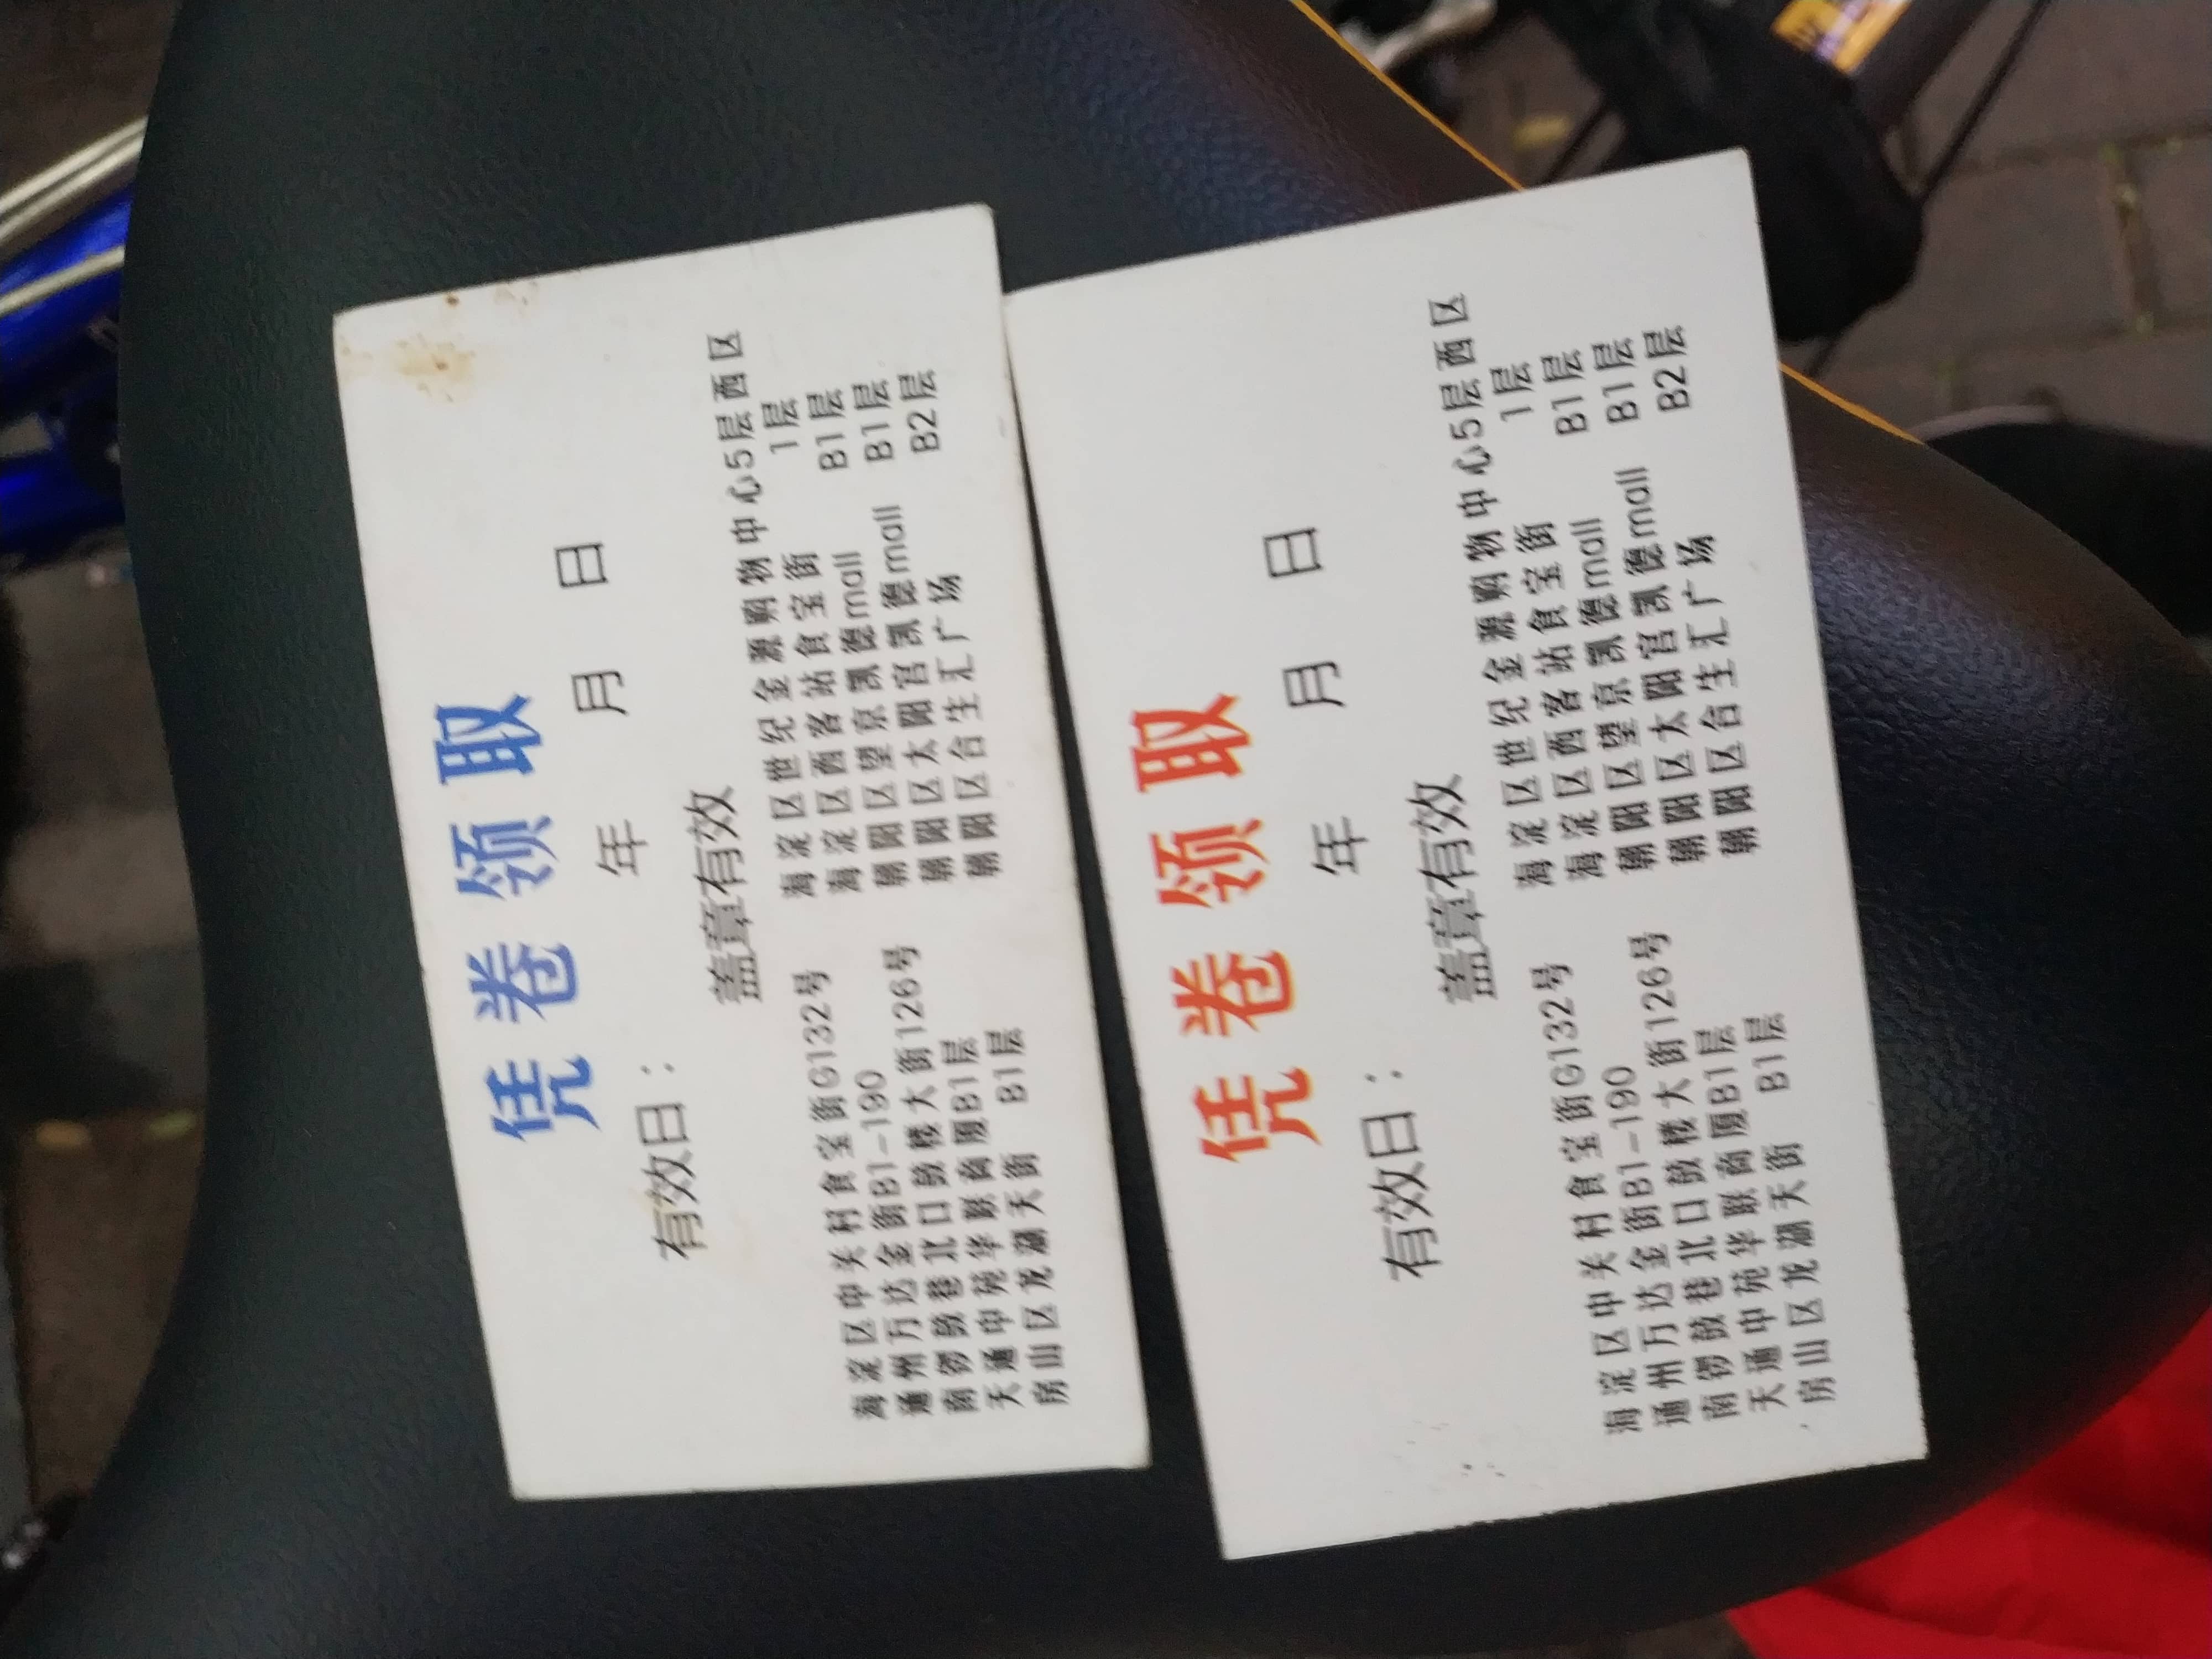 凭卷领取
有效日： 年 月 日
盖章有效
海淀区中关村食宝街G132号
通州万达金街B1-190
南锣鼓巷北口鼓楼大街126号
天通中苑华联商厦B1层
房山区龙湖天街 B1层
海淀区世纪金源购物中心5层西区
海淀区西客站食宝街 1层
朝阳区望京凯德mall B1层
朝阳区太阳宫凯德mall B1层
朝阳区合生汇广场 B2层
凭卷领取
有效日： 年 月 日
盖章有效
海淀区中关村食宝街G132号
通州万达金街B1-190
南锣鼓巷北口鼓楼大街126号
天通中苑华联商厦B1层
房山区龙湖天街 B1层
海淀区世纪金源购物中心5层西区
海淀区西客站食宝街 1层
朝阳区望京凯德mall B1层
朝阳区太阳宫凯德mall B1层
朝阳区合生汇广场 B2层